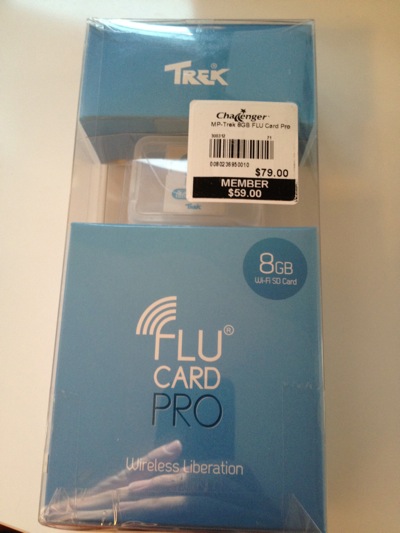 TREK®
Challenger
MP-Trek 8GB FLU Card Pro
$79.00
MEMBER
$59.00
Trek
8GB
Wi-Fi SD Card
FLU®
CARD
PRO
Wireless Liberation